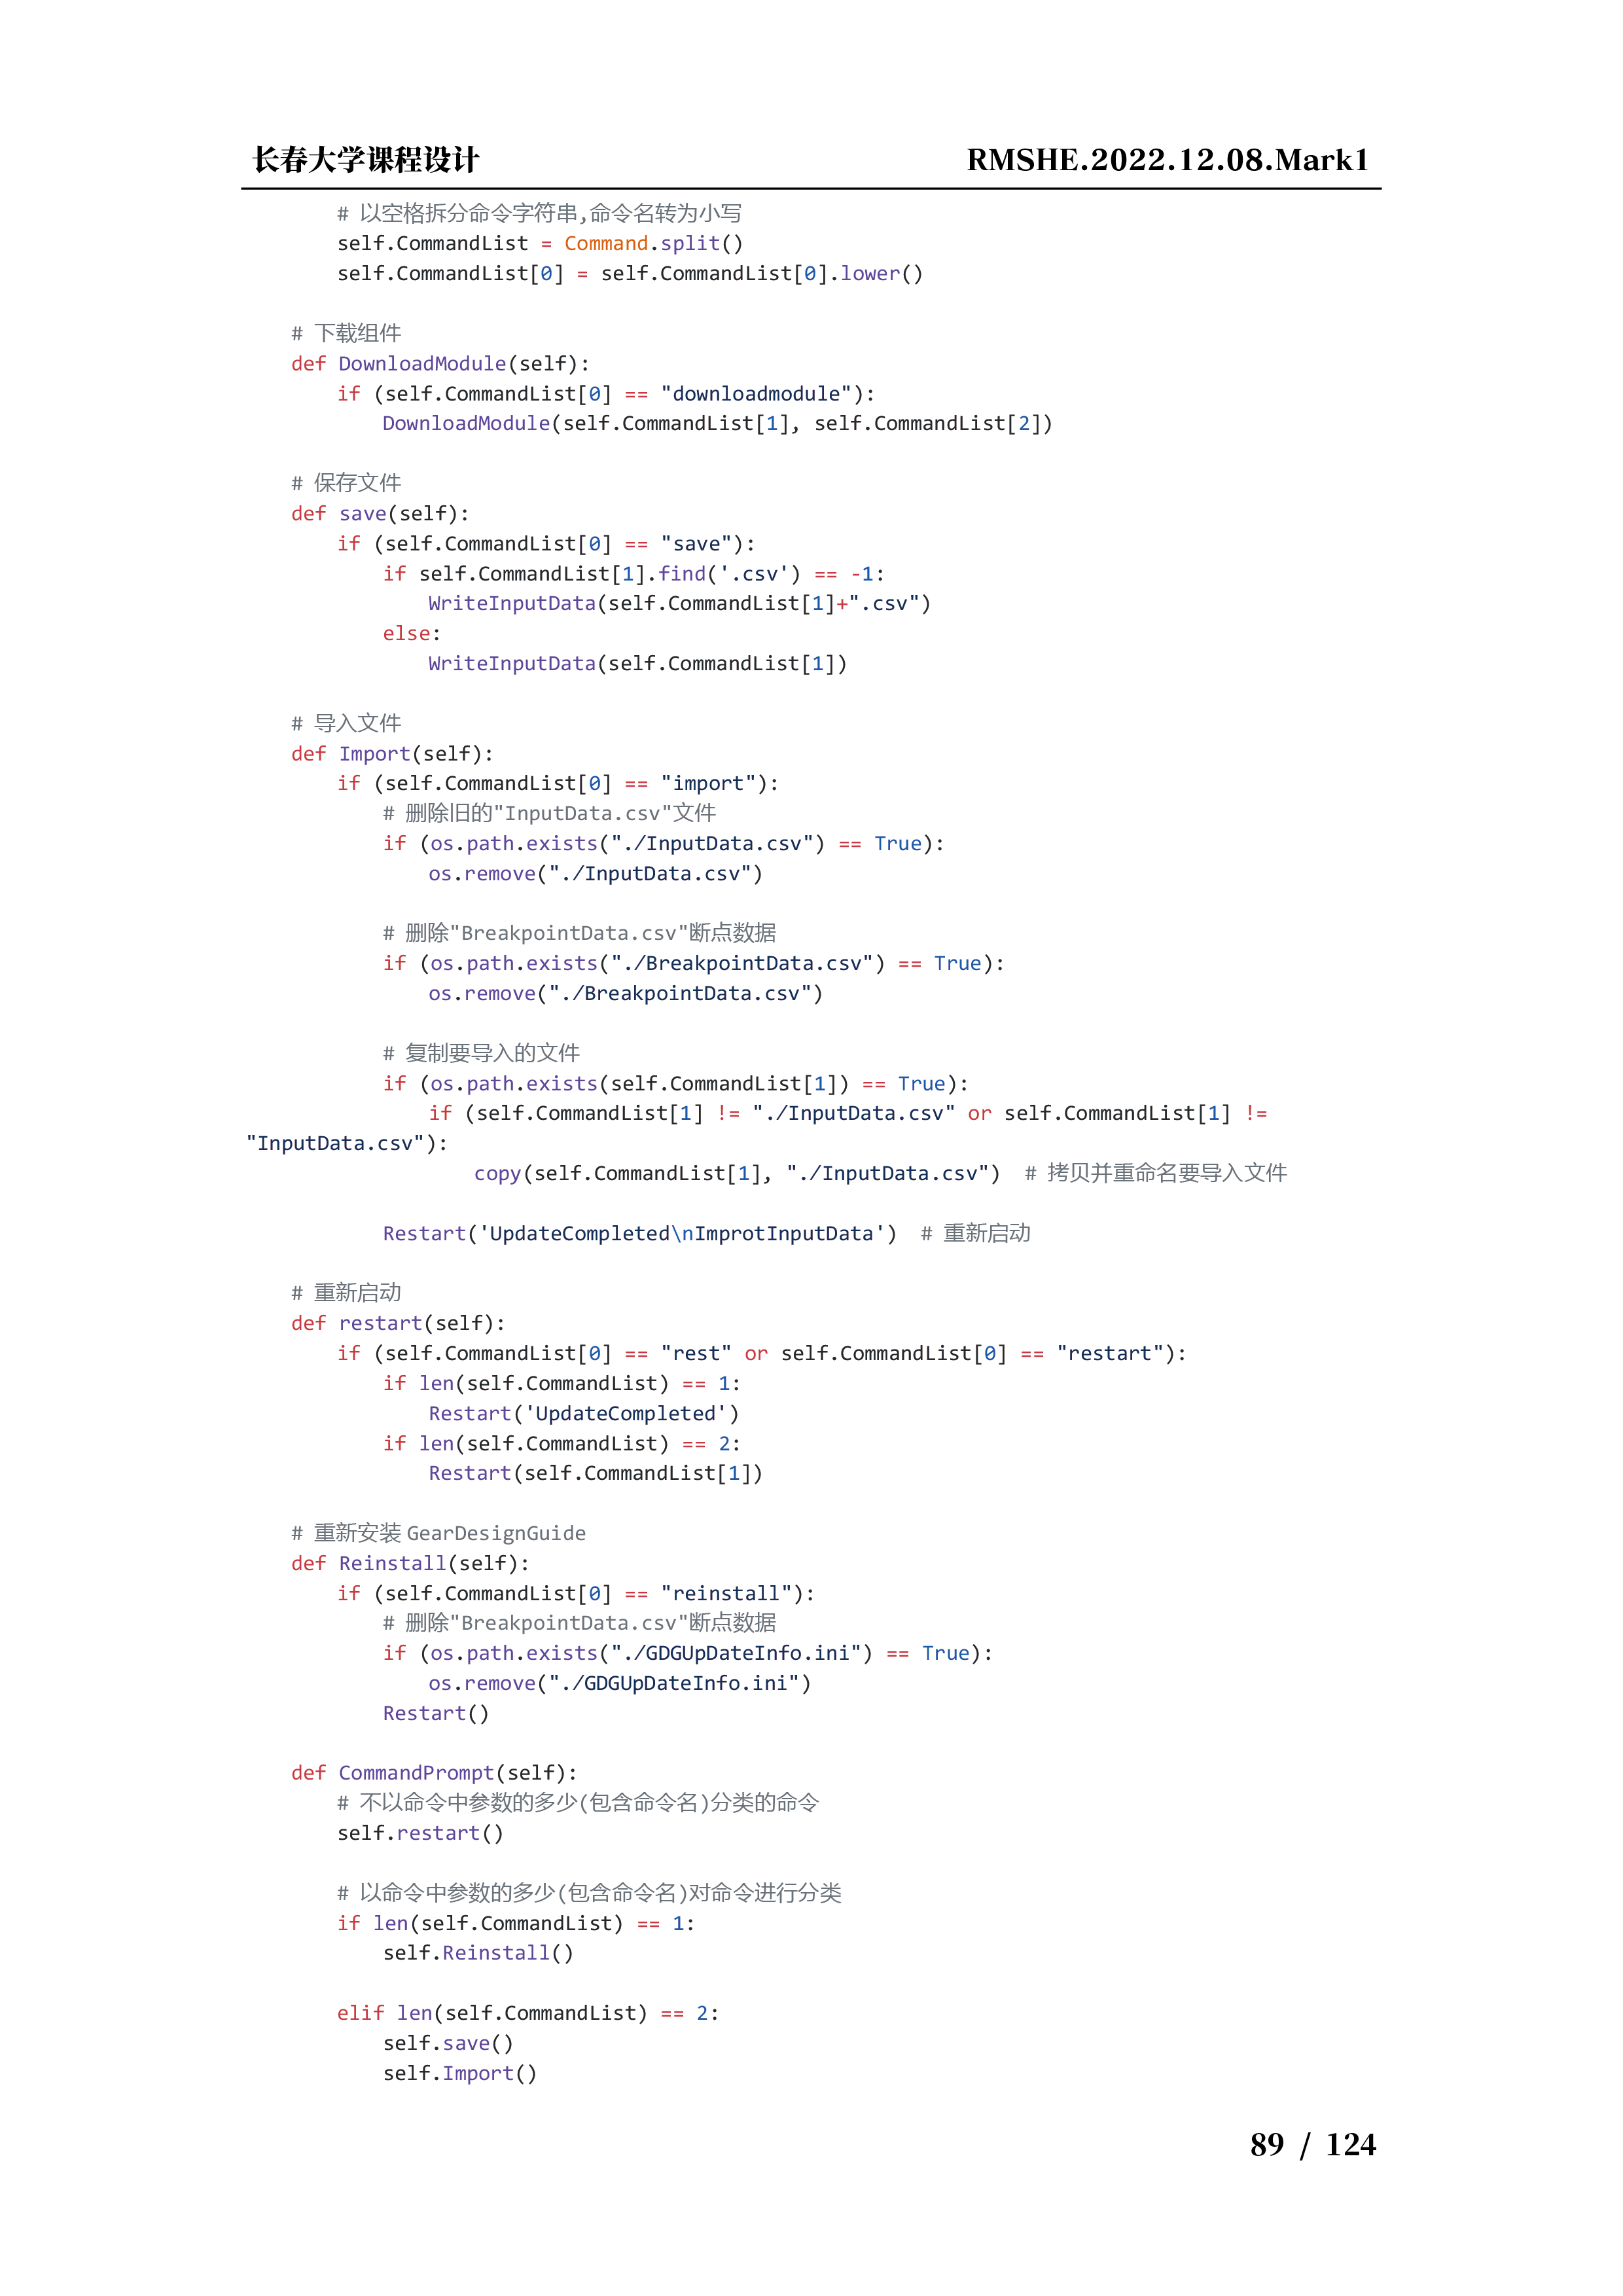 长春大学课程设计 RMSHE.2022.12.08.Mark1
# 以空格拆分命令字符串,命令名转为小写
self.CommandList = Command.split()
self.CommandList[0] = self.CommandList[0].lower()
# 下载组件
def DownloadModule(self):
if (self.CommandList[0] == "downloadmodule"):
DownloadModule(self.CommandList[1], self.CommandList[2])
# 保存文件
def save(self):
if (self.CommandList[0] == "save"):
if self.CommandList[1].find('.csv') == -1:
WriteInputData(self.CommandList[1]+".csv")
else:
WriteInputData(self.CommandList[1])
# 导入文件
def Import(self):
if (self.CommandList[0] == "import"):
# 删除旧的"InputData.csv"文件
if (os.path.exists("./InputData.csv") == True):
os.remove("./InputData.csv")
# 删除"BreakpointData.csv"断点数据
if (os.path.exists("./BreakpointData.csv") == True):
os.remove("./BreakpointData.csv")
# 复制要导入的文件
if (os.path.exists(self.CommandList[1]) == True):
if (self.CommandList[1] != "./InputData.csv" or self.CommandList[1] !=
"InputData.csv"):
copy(self.CommandList[1], "./InputData.csv")  # 拷贝并重命名要导入文件
Restart('UpdateCompleted\nImprotInputData')  # 重新启动
# 重新启动
def restart(self):
if (self.CommandList[0] == "rest" or self.CommandList[0] == "restart"):
if len(self.CommandList) == 1:
Restart('UpdateCompleted')
if len(self.CommandList) == 2:
Restart(self.CommandList[1])
# 重新安装 GearDesignGuide
def Reinstall(self):
if (self.CommandList[0] == "reinstall"):
# 删除"BreakpointData.csv"断点数据
if (os.path.exists("./GDGUpDateInfo.ini") == True):
os.remove("./GDGUpDateInfo.ini")
Restart()
def CommandPrompt(self):
# 不以命令中参数的多少(包含命令名)分类的命令
self.restart()
# 以命令中参数的多少(包含命令名)对命令进行分类
if len(self.CommandList) == 1:
self.Reinstall()
elif len(self.CommandList) == 2:
self.save()
self.Import()
89 / 124